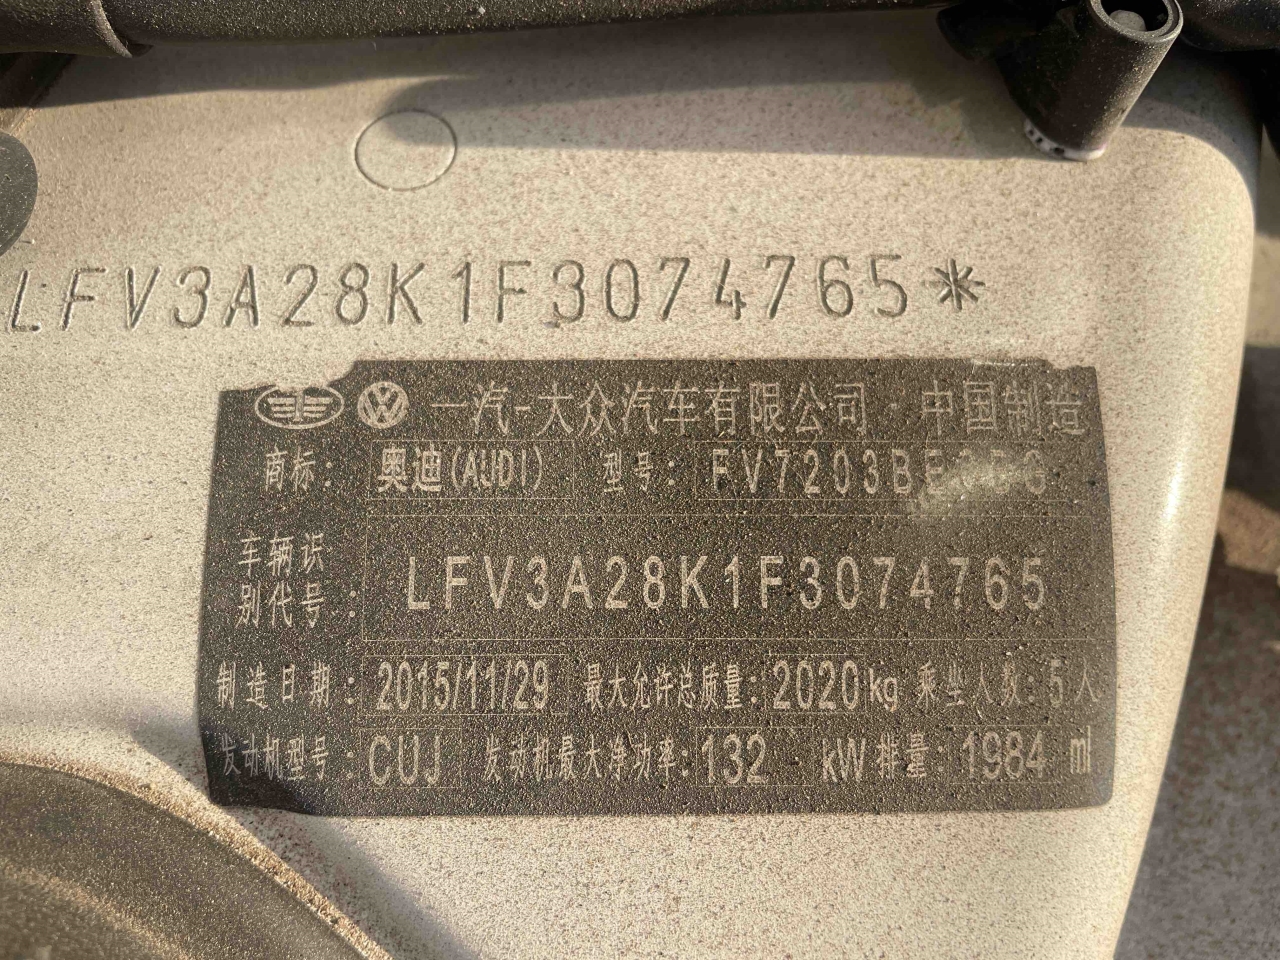 LFV3A28K1F3074765*
一汽-大众汽车有限公司·中国制造
商标: 奥迪(AUDI) 型号:
车辆识别代号: LFV3A28K1F3074765
制造日期: 2015/11/29 最大允许总质量: 2020kg 乘坐人数: 5人
发动机型号: CUJ 发动机最大净功率: 132 kW 排量: 1984 ml